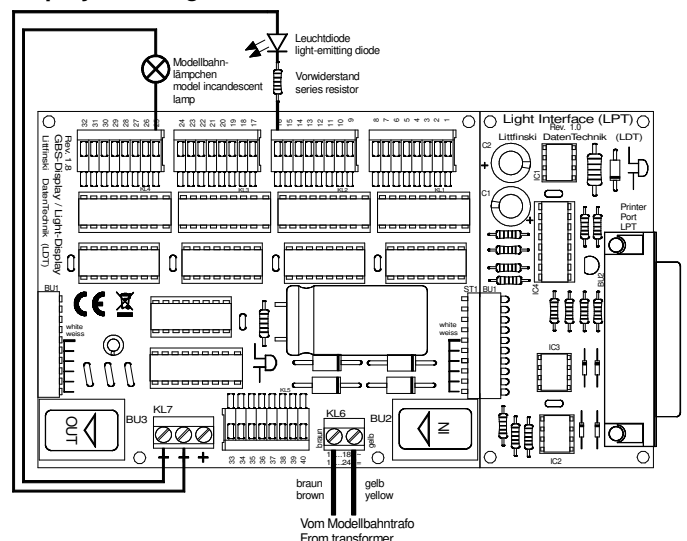 Leuchtdiode
light-emitting diode
Modellbahn-
lämpchen
model incandescent
lamp
Vorwiderstand
series resistor
32 31 30 29 28 27 26 25
24 23 22 21 20 19 18 17
16 15 14 13 12 11 10 9
8 7 6 5 4 3 2 1
Light Interface (LPT)
Rev. 1.0
Littfinski DatenTechnik (LDT)
Rev. 1.8
GBS-Display / Light-Display
Littfinski DatenTechnik (LDT)
KL4
KL3
KL2
KL1
C2
+
IC1
C1
+
Printer
Port
LPT
IC4
BU2
BU1
ST1
BU1
CE
white
weiss
white
weiss
IC3
KL5
OUT
BU3
KL7
KL6
BU2
IN
braun
gelb
33 34 35 36 37 38 39 40
IC2
braun
brown
gelb
yellow
Vom Modellbahntrafo
From transformer